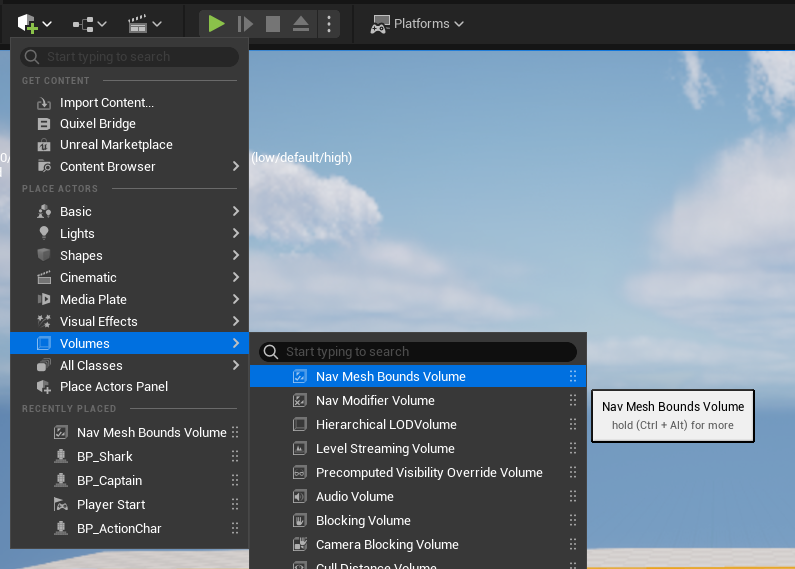 Platforms
Start typing to search
GET CONTENT
Import Content...
Quixel Bridge
Unreal Marketplace
Content Browser
(low/default/high)
PLACE ACTORS
Basic
Lights
Shapes
Cinematic
Media Plate
Visual Effects
Volumes
All Classes
Place Actors Panel
RECENTLY PLACED
Nav Mesh Bounds Volume
BP_Shark
BP_Captain
Player Start
BP_ActionChar
Start typing to search
Nav Mesh Bounds Volume
Nav Modifier Volume
Hierarchical LODVolume
Level Streaming Volume
Precomputed Visibility Override Volume
Audio Volume
Blocking Volume
Camera Blocking Volume
Cull Distance Volume
Nav Mesh Bounds Volume
hold (Ctrl + Alt) for more